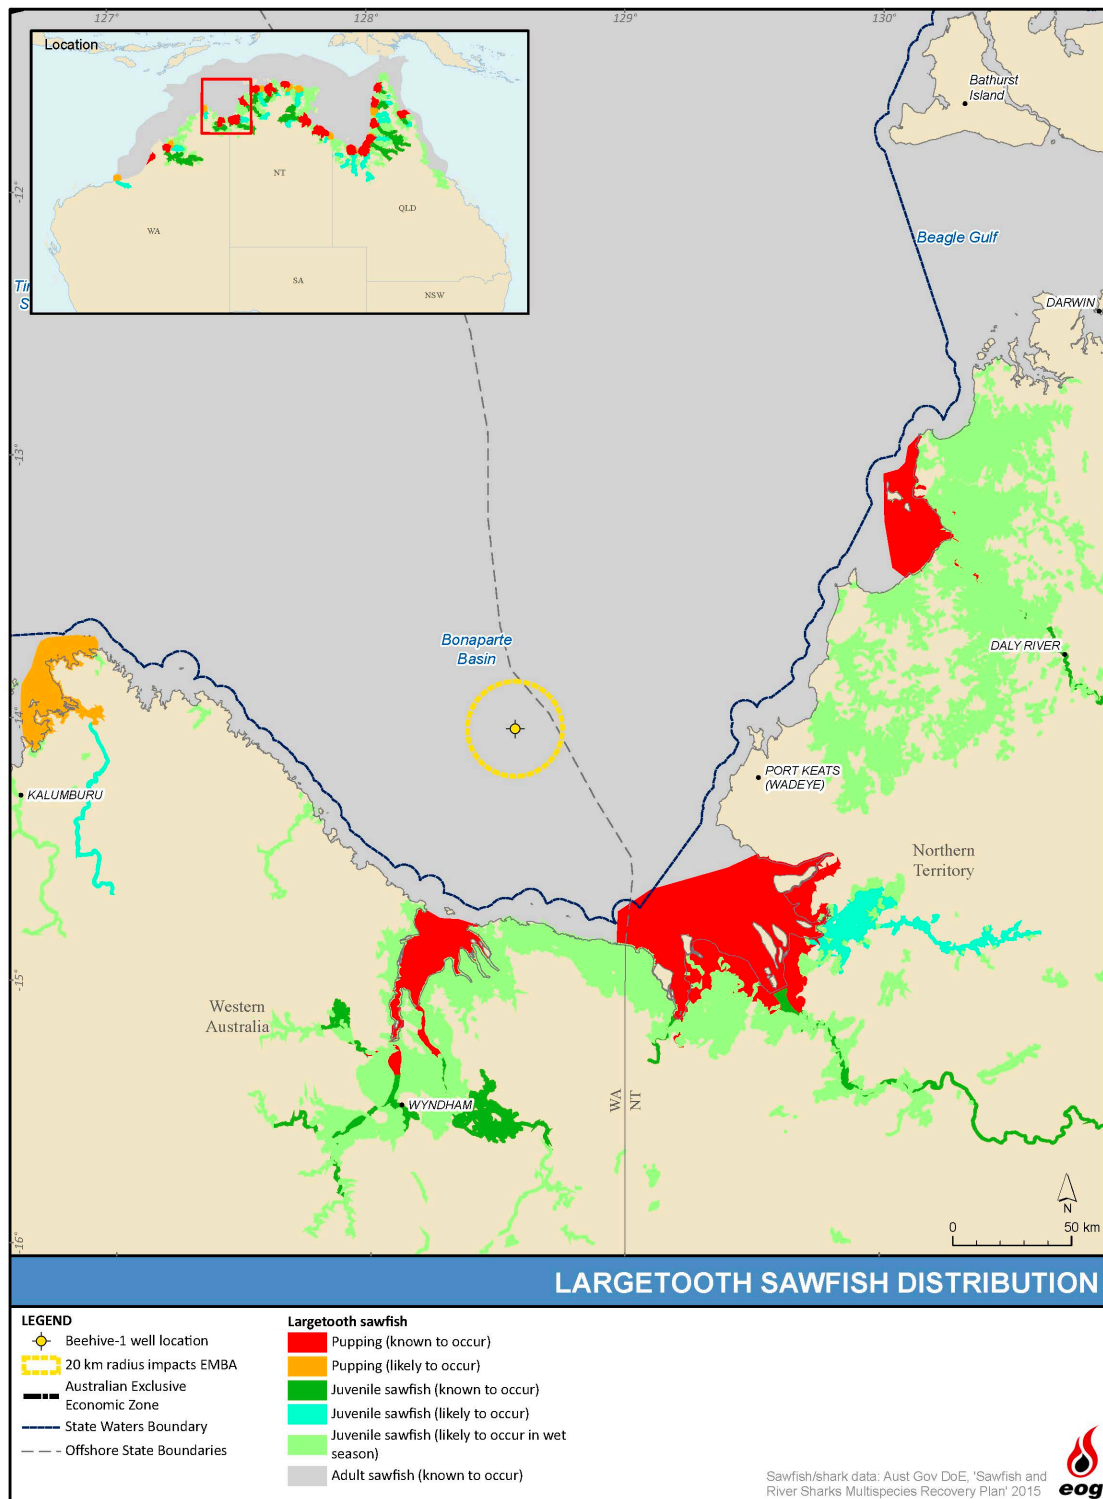 127°
128°
129°
130°
Location
NT
WA
QLD
SA
NSW
-12°
-13°
-14°
-15°
-16°
Bathurst
Island
Beagle Gulf
DARWIN
DALY RIVER
Bonaparte
Basin
KALUMBURU
PORT KEATS
(WADEYE)
Northern
Territory
Western
Australia
WYNDHAM
WA
NT
N
0
50 km
LARGETOOTH SAWFISH DISTRIBUTION
LEGEND
Beehive-1 well location
20 km radius impacts EMBA
Australian Exclusive
Economic Zone
State Waters Boundary
Offshore State Boundaries
Largetooth sawfish
Pupping (known to occur)
Pupping (likely to occur)
Juvenile sawfish (known to occur)
Juvenile sawfish (likely to occur)
Juvenile sawfish (likely to occur in wet
season)
Adult sawfish (known to occur)
Sawfish/shark data: Aust Gov DoE, 'Sawfish and
River Sharks Multispecies Recovery Plan' 2015
eog